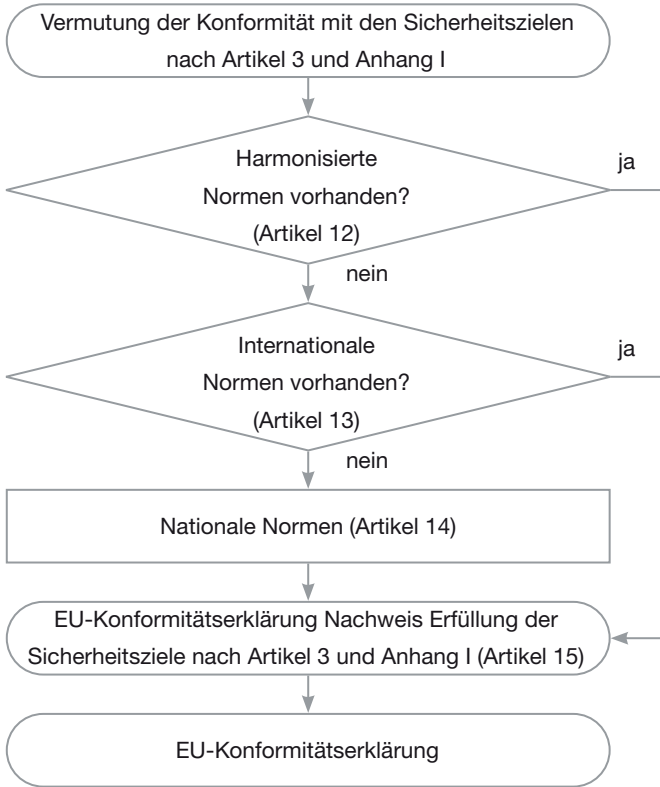 Vermutung der Konformität mit den Sicherheitszielen
nach Artikel 3 und Anhang I
Harmonisierte
Normen vorhanden?
(Artikel 12)
ja
nein
Internationale
Normen vorhanden?
(Artikel 13)
ja
nein
Nationale Normen (Artikel 14)
EU-Konformitätserklärung Nachweis Erfüllung der
Sicherheitsziele nach Artikel 3 und Anhang I (Artikel 15)
EU-Konformitätserklärung